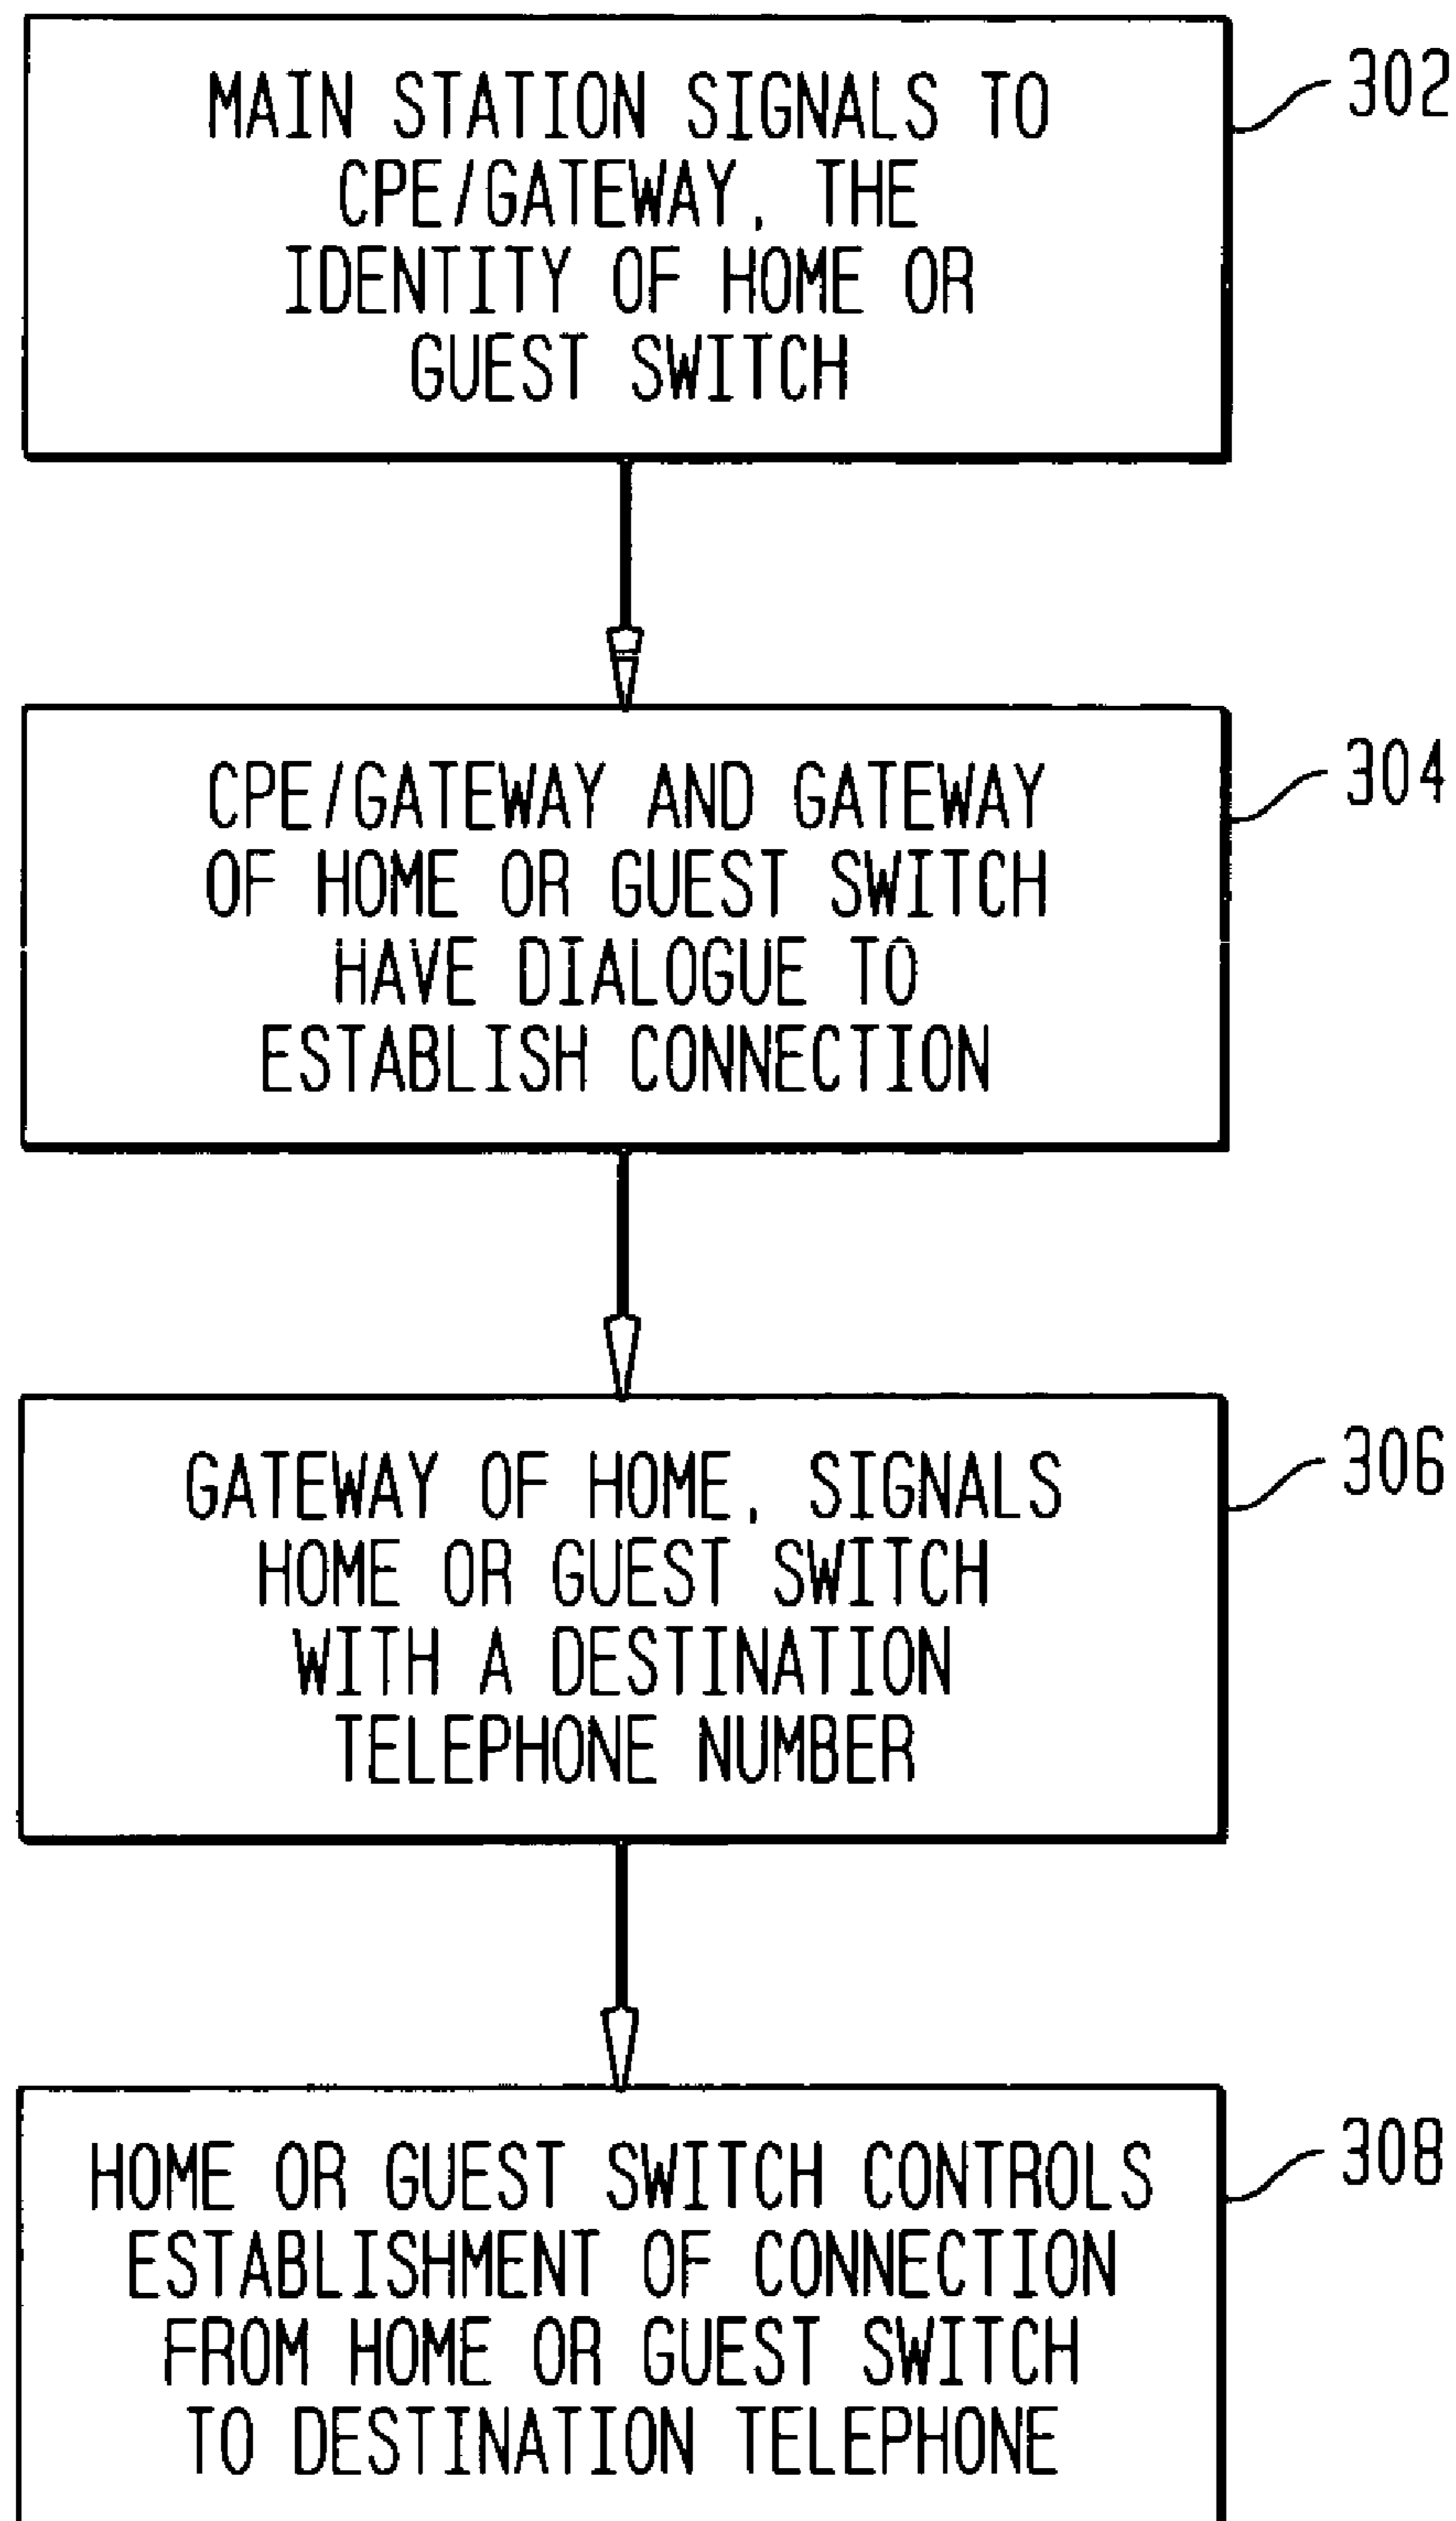 MAIN STATION SIGNALS TO
CPE/GATEWAY, THE
IDENTITY OF HOME OR
GUEST SWITCH
302
CPE/GATEWAY AND GATEWAY
OF HOME OR GUEST SWITCH
HAVE DIALOGUE TO
ESTABLISH CONNECTION
304
GATEWAY OF HOME, SIGNALS
HOME OR GUEST SWITCH
WITH A DESTINATION
TELEPHONE NUMBER
306
HOME OR GUEST SWITCH CONTROLS
ESTABLISHMENT OF CONNECTION
FROM HOME OR GUEST SWITCH
TO DESTINATION TELEPHONE
308